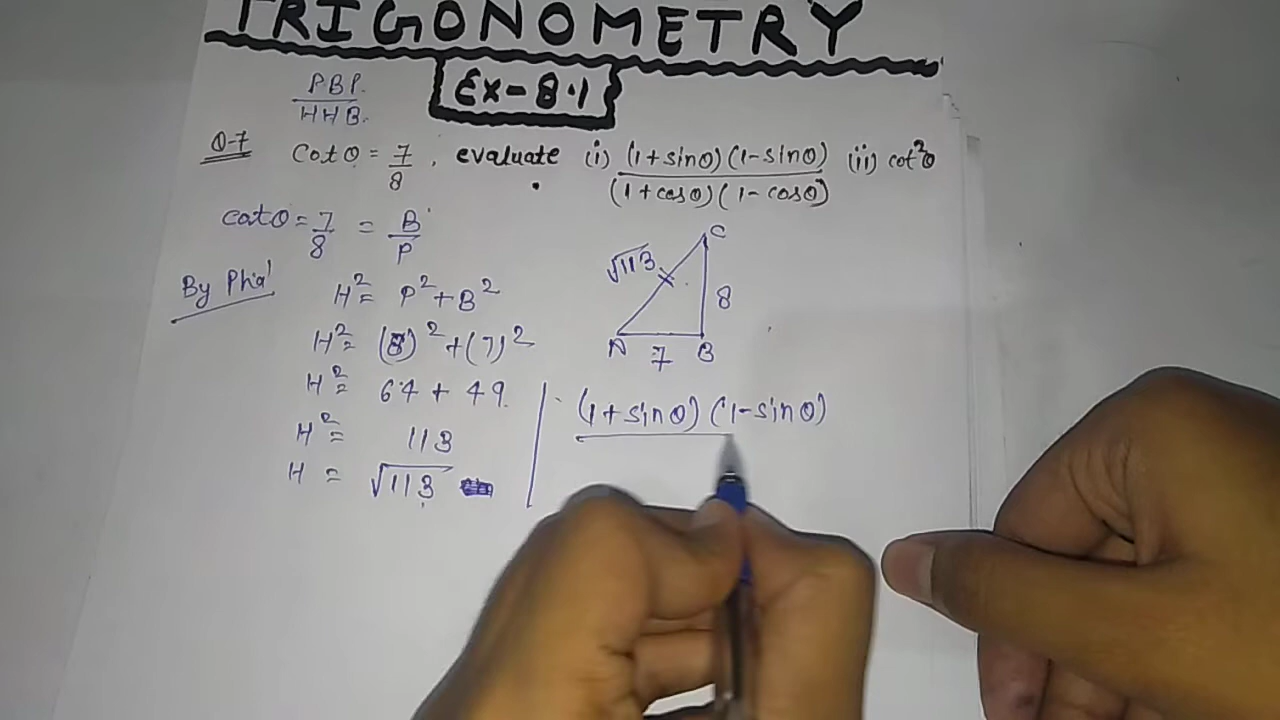 TRIGONOMETRY
Ex-8.1
PBP.
HHB.
Q-7 Cot θ = 7/8, evaluate (i) (1+sinθ)(1-sinθ)/(1+cosθ)(1-cosθ) (ii) cot²θ
cotθ = 7/8 = B/P
By Pha'
H² = P² + B²
H² = (8)² + (7)²
H² = 64 + 49
H² = 113
H = √113
C
√113
8
A 7 B
(1+sinθ)(1-sinθ)